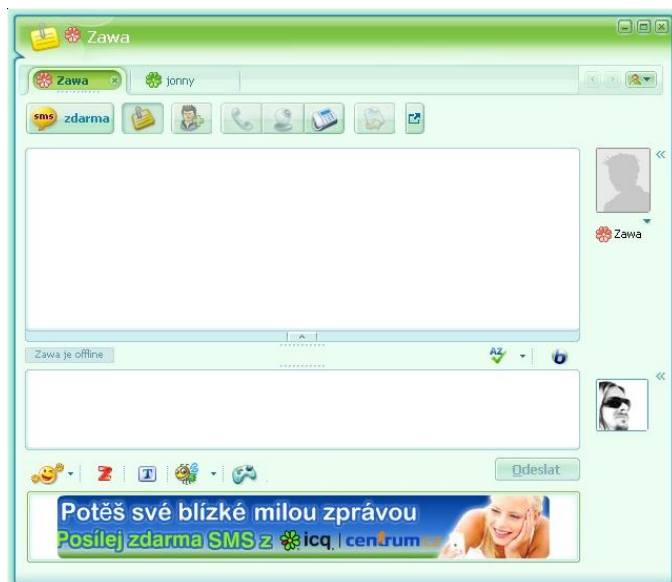 Zawa
Zawa
jonny
sms zdarma
Zawa
Zawa je offline
AZ
b
Z
T
Odeslat
Potěš své blízké milou zprávou
Posílej zdarma SMS z icq | centrum.cz